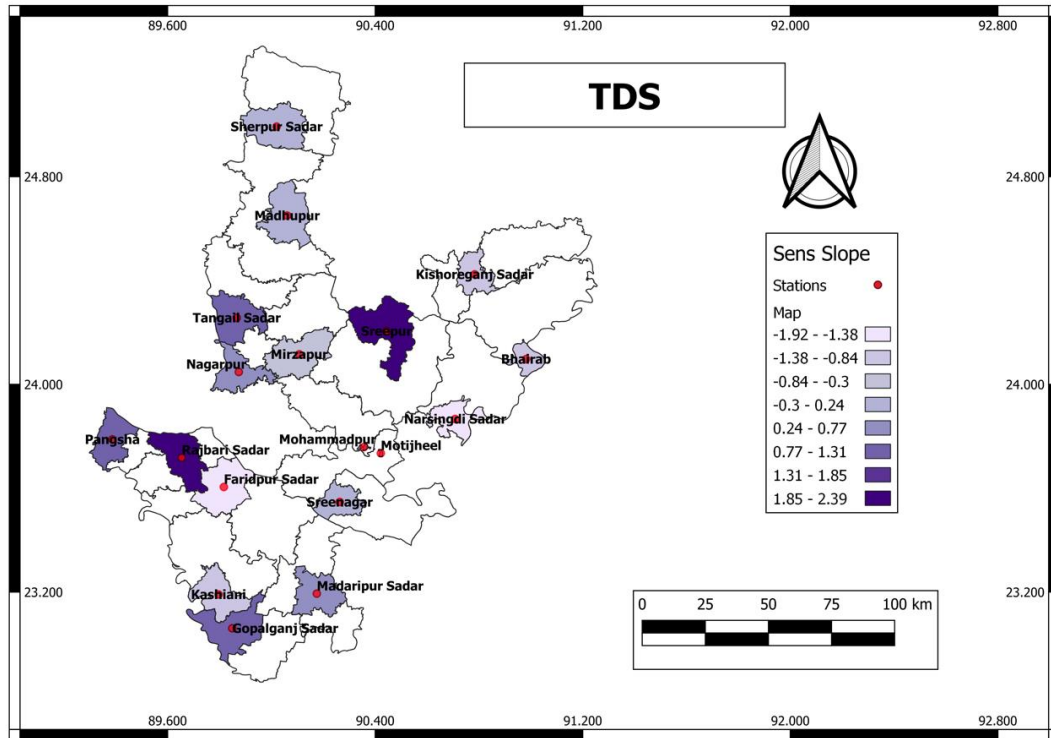 89.600 90.400 91.200 92.000 92.800
TDS
Sherpur Sadar
24.800 24.800
Madhupur
Sens Slope
Kishoreganj Sadar
Stations
Map
Tangail Sadar
Sreepur
-1.92 - -1.38
Mirzapur
Bhairab
-1.38 - -0.84
Nagarpur
-0.84 - -0.3
24.000 24.000
-0.3 - 0.24
Narsingdi Sadar
0.24 - 0.77
Pangsha
Mohammadpur
Motijheel
0.77 - 1.31
Rajbari Sadar
1.31 - 1.85
Faridpur Sadar
1.85 - 2.39
Sreenagar
Madaripur Sadar
23.200 23.200
Kashiani
0 25 50 75 100 km
Gopalganj Sadar
89.600 90.400 91.200 92.000 92.800